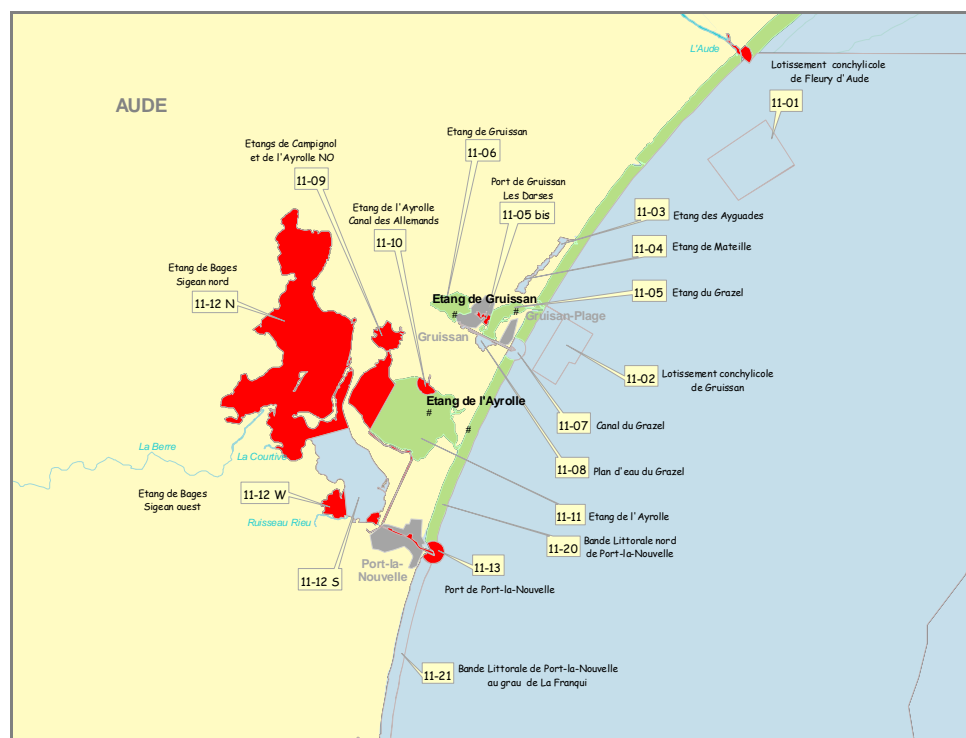 L'Aude
Lotissement conchylicole
de Fleury d'Aude
11-01
AUDE
Etang de Gruissan
11-06
Etangs de Campignol
et de l'Ayrolle NO
11-09
Port de Gruissan
Les Darses
11-05 bis
Etang de l'Ayrolle
Canal des Allemands
11-10
11-03
Etang des Ayguades
11-04
Etang de Mateille
Etang de Bages
Sigean nord
11-12 N
11-05
Etang du Grazel
Etang de Gruissan
#
#
Gruissan
Gruisan-Plage
11-02
Lotissement conchylicole
de Gruissan
Etang de l'Ayrolle
#
#
11-07
Canal du Grazel
La Berre
La Courtive
11-08
Plan d'eau du Grazel
Etang de Bages
Sigean ouest
11-12 W
Ruisseau Rieu
11-11
Etang de l'Ayrolle
11-20
Bande Littorale nord
de Port-la-Nouvelle
11-12 S
Port-la-
Nouvelle
11-13
Port de Port-la-Nouvelle
11-21
Bande Littorale de Port-la-Nouvelle
au grau de La Franqui